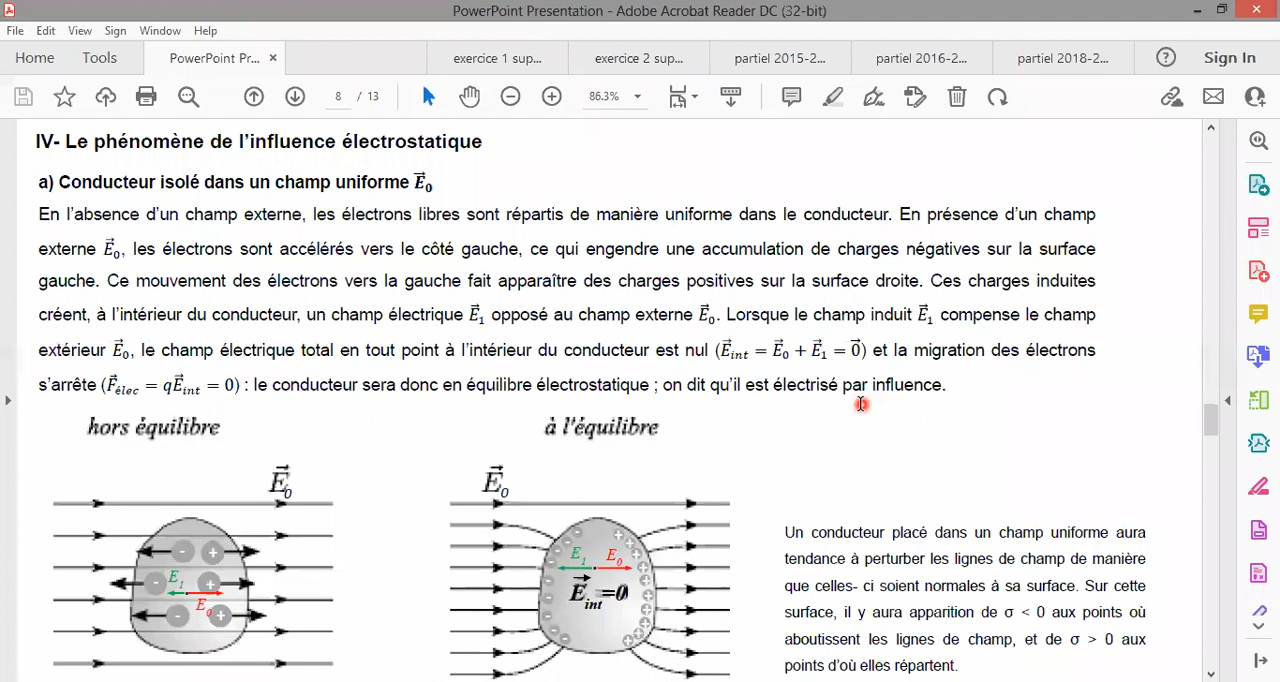 PowerPoint Presentation - Adobe Acrobat Reader DC (32-bit)
File Edit View Sign Window Help
Home Tools PowerPoint Pr... × exercice 1 sup... exercice 2 sup... partiel 2015-2... partiel 2016-2... partiel 2018-2... Sign In
8 / 13 86.3%
IV- Le phénomène de l'influence électrostatique
a) Conducteur isolé dans un champ uniforme E⃗₀
En l'absence d'un champ externe, les électrons libres sont répartis de manière uniforme dans le conducteur. En présence d'un champ
externe E⃗₀, les électrons sont accélérés vers le côté gauche, ce qui engendre une accumulation de charges négatives sur la surface
gauche. Ce mouvement des électrons vers la gauche fait apparaître des charges positives sur la surface droite. Ces charges induites
créent, à l'intérieur du conducteur, un champ électrique E⃗₁ opposé au champ externe E⃗₀. Lorsque le champ induit E⃗₁ compense le champ
extérieur E⃗₀, le champ électrique total en tout point à l'intérieur du conducteur est nul (E⃗int = E⃗₀ + E⃗₁ = 0⃗) et la migration des électrons
s'arrête (F⃗élec = qE⃗int = 0) : le conducteur sera donc en équilibre électrostatique ; on dit qu'il est électrisé par influence.
hors équilibre à l'équilibre
E⃗₀ E⃗₀
E₁ E₀ E₁ E₀
E⃗int =0
Un conducteur placé dans un champ uniforme aura
tendance à perturber les lignes de champ de manière
que celles- ci soient normales à sa surface. Sur cette
surface, il y aura apparition de σ < 0 aux points où
aboutissent les lignes de champ, et de σ > 0 aux
points d'où elles répartent.